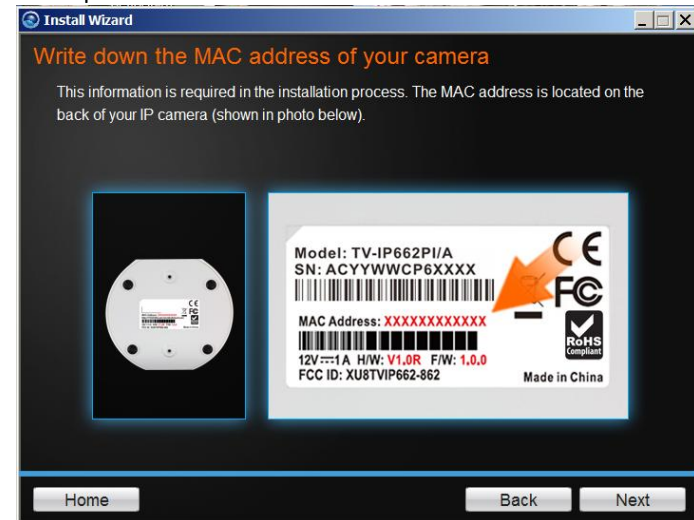 Install Wizard
Write down the MAC address of your camera
This information is required in the installation process. The MAC address is located on the
back of your IP camera (shown in photo below).
Model: TV-IP662PI/A
SN: ACYYWWCP6XXXX
MAC Address: XXXXXXXXXXXX
12V⎓1A H/W: V1.0R F/W: 1.0.0
FCC ID: XU8TVIP662-862
CE
FC
RoHS
Compliant
Made in China
Home
Back
Next